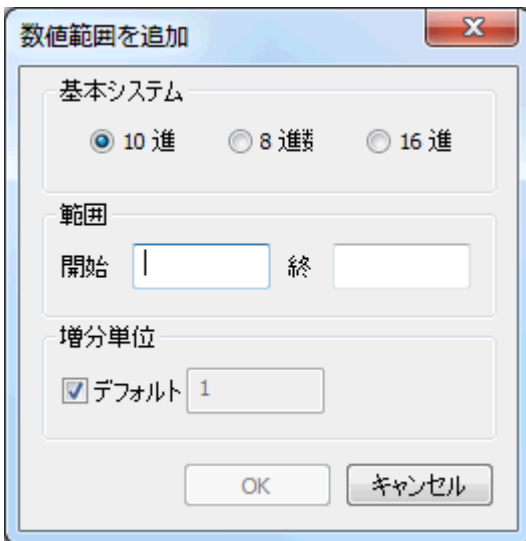 数値範囲を追加
基本システム
10 進 8 進数 16 進
範囲
開始 終
増分単位
デフォルト 1
OK キャンセル